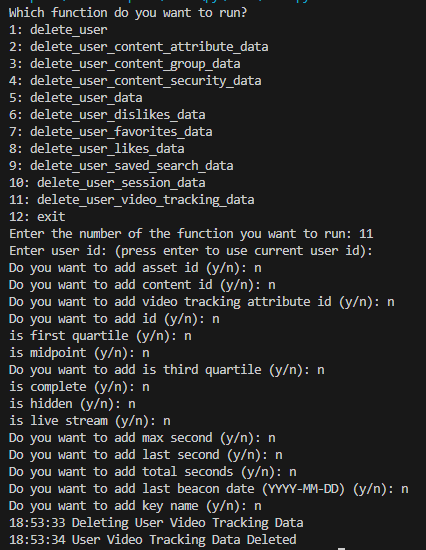 Which function do you want to run?
1: delete_user
2: delete_user_content_attribute_data
3: delete_user_content_group_data
4: delete_user_content_security_data
5: delete_user_data
6: delete_user_dislikes_data
7: delete_user_favorites_data
8: delete_user_likes_data
9: delete_user_saved_search_data
10: delete_user_session_data
11: delete_user_video_tracking_data
12: exit
Enter the number of the function you want to run: 11
Enter user id: (press enter to use current user id):
Do you want to add asset id (y/n): n
Do you want to add content id (y/n): n
Do you want to add video tracking attribute id (y/n): n
Do you want to add id (y/n): n
is first quartile (y/n): n
is midpoint (y/n): n
Do you want to add is third quartile (y/n): n
is complete (y/n): n
is hidden (y/n): n
is live stream (y/n): n
Do you want to add max second (y/n): n
Do you want to add last second (y/n): n
Do you want to add total seconds (y/n): n
Do you want to add last beacon date (YYYY-MM-DD) (y/n): n
Do you want to add key name (y/n): n
18:53:33 Deleting User Video Tracking Data
18:53:34 User Video Tracking Data Deleted